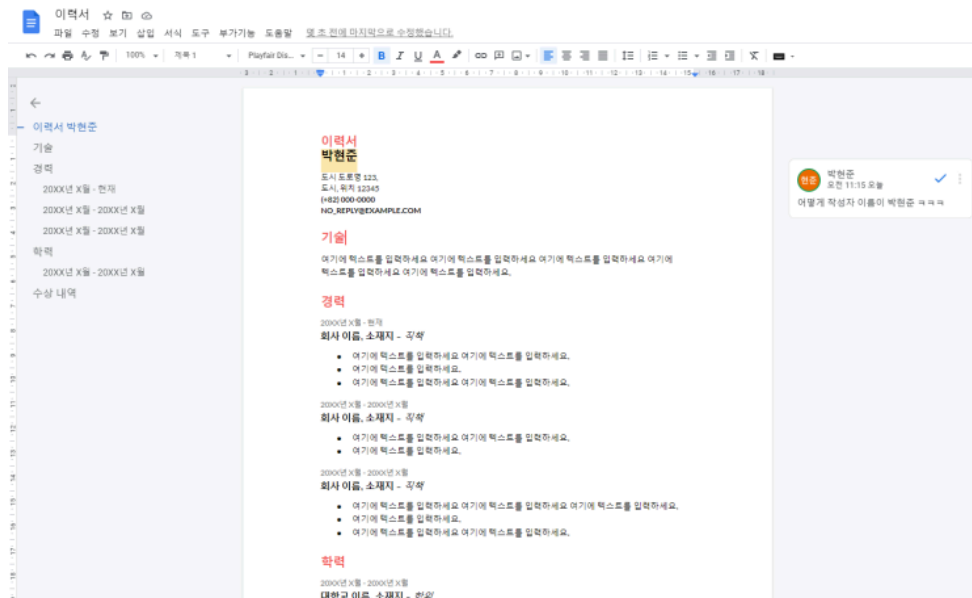 이력서
파일 수정 보기 삽입 서식 도구 부가기능 도움말 몇 초 전에 마지막으로 수정했습니다.
100% 제목 1 Playfair Dis... 14 B I U A
이력서 박현준
기술
경력
20XX년 X월 - 현재
20XX년 X월 - 20XX년 X월
20XX년 X월 - 20XX년 X월
학력
20XX년 X월 - 20XX년 X월
수상 내역
이력서
박현준
도시 도로명 123,
도시, 위치 12345
(+82) 000-0000
NO_REPLY@EXAMPLE.COM
기술
여기에 텍스트를 입력하세요 여기에 텍스트를 입력하세요 여기에 텍스트를 입력하세요 여기에
텍스트를 입력하세요 여기에 텍스트를 입력하세요.
경력
20XX년 X월 - 현재
회사 이름, 소재지 - 직책
여기에 텍스트를 입력하세요 여기에 텍스트를 입력하세요.
여기에 텍스트를 입력하세요.
여기에 텍스트를 입력하세요 여기에 텍스트를 입력하세요.
20XX년 X월 - 20XX년 X월
회사 이름, 소재지 - 직책
여기에 텍스트를 입력하세요 여기에 텍스트를 입력하세요.
여기에 텍스트를 입력하세요.
20XX년 X월 - 20XX년 X월
회사 이름, 소재지 - 직책
여기에 텍스트를 입력하세요 여기에 텍스트를 입력하세요 여기에 텍스트를 입력하세요.
여기에 텍스트를 입력하세요.
여기에 텍스트를 입력하세요 여기에 텍스트를 입력하세요.
학력
20XX년 X월 - 20XX년 X월
대학교 이름, 소재지 - 학위
현준
박현준
오전 11:15 오늘
어떻게 작성자 이름이 박현준 ㅋㅋㅋ